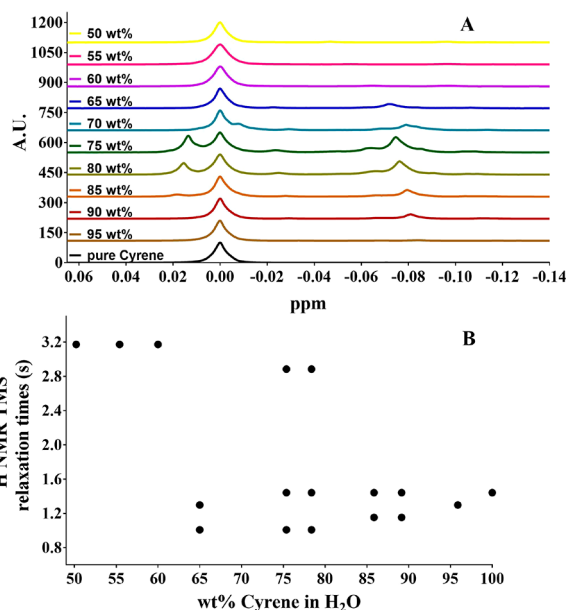 A
1200
1050
900
750
600
450
300
150
0
A.U.
50 wt%
55 wt%
60 wt%
65 wt%
70 wt%
75 wt%
80 wt%
85 wt%
90 wt%
95 wt%
pure Cyrene
0.06 0.04 0.02 0.00 -0.02 -0.04 -0.06 -0.08 -0.10 -0.12 -0.14
ppm
B
3.2
2.8
2.4
2.0
1.6
1.2
0.8
H NMR TMS
relaxation times (s)
50 55 60 65 70 75 80 85 90 95 100
wt% Cyrene in H₂O